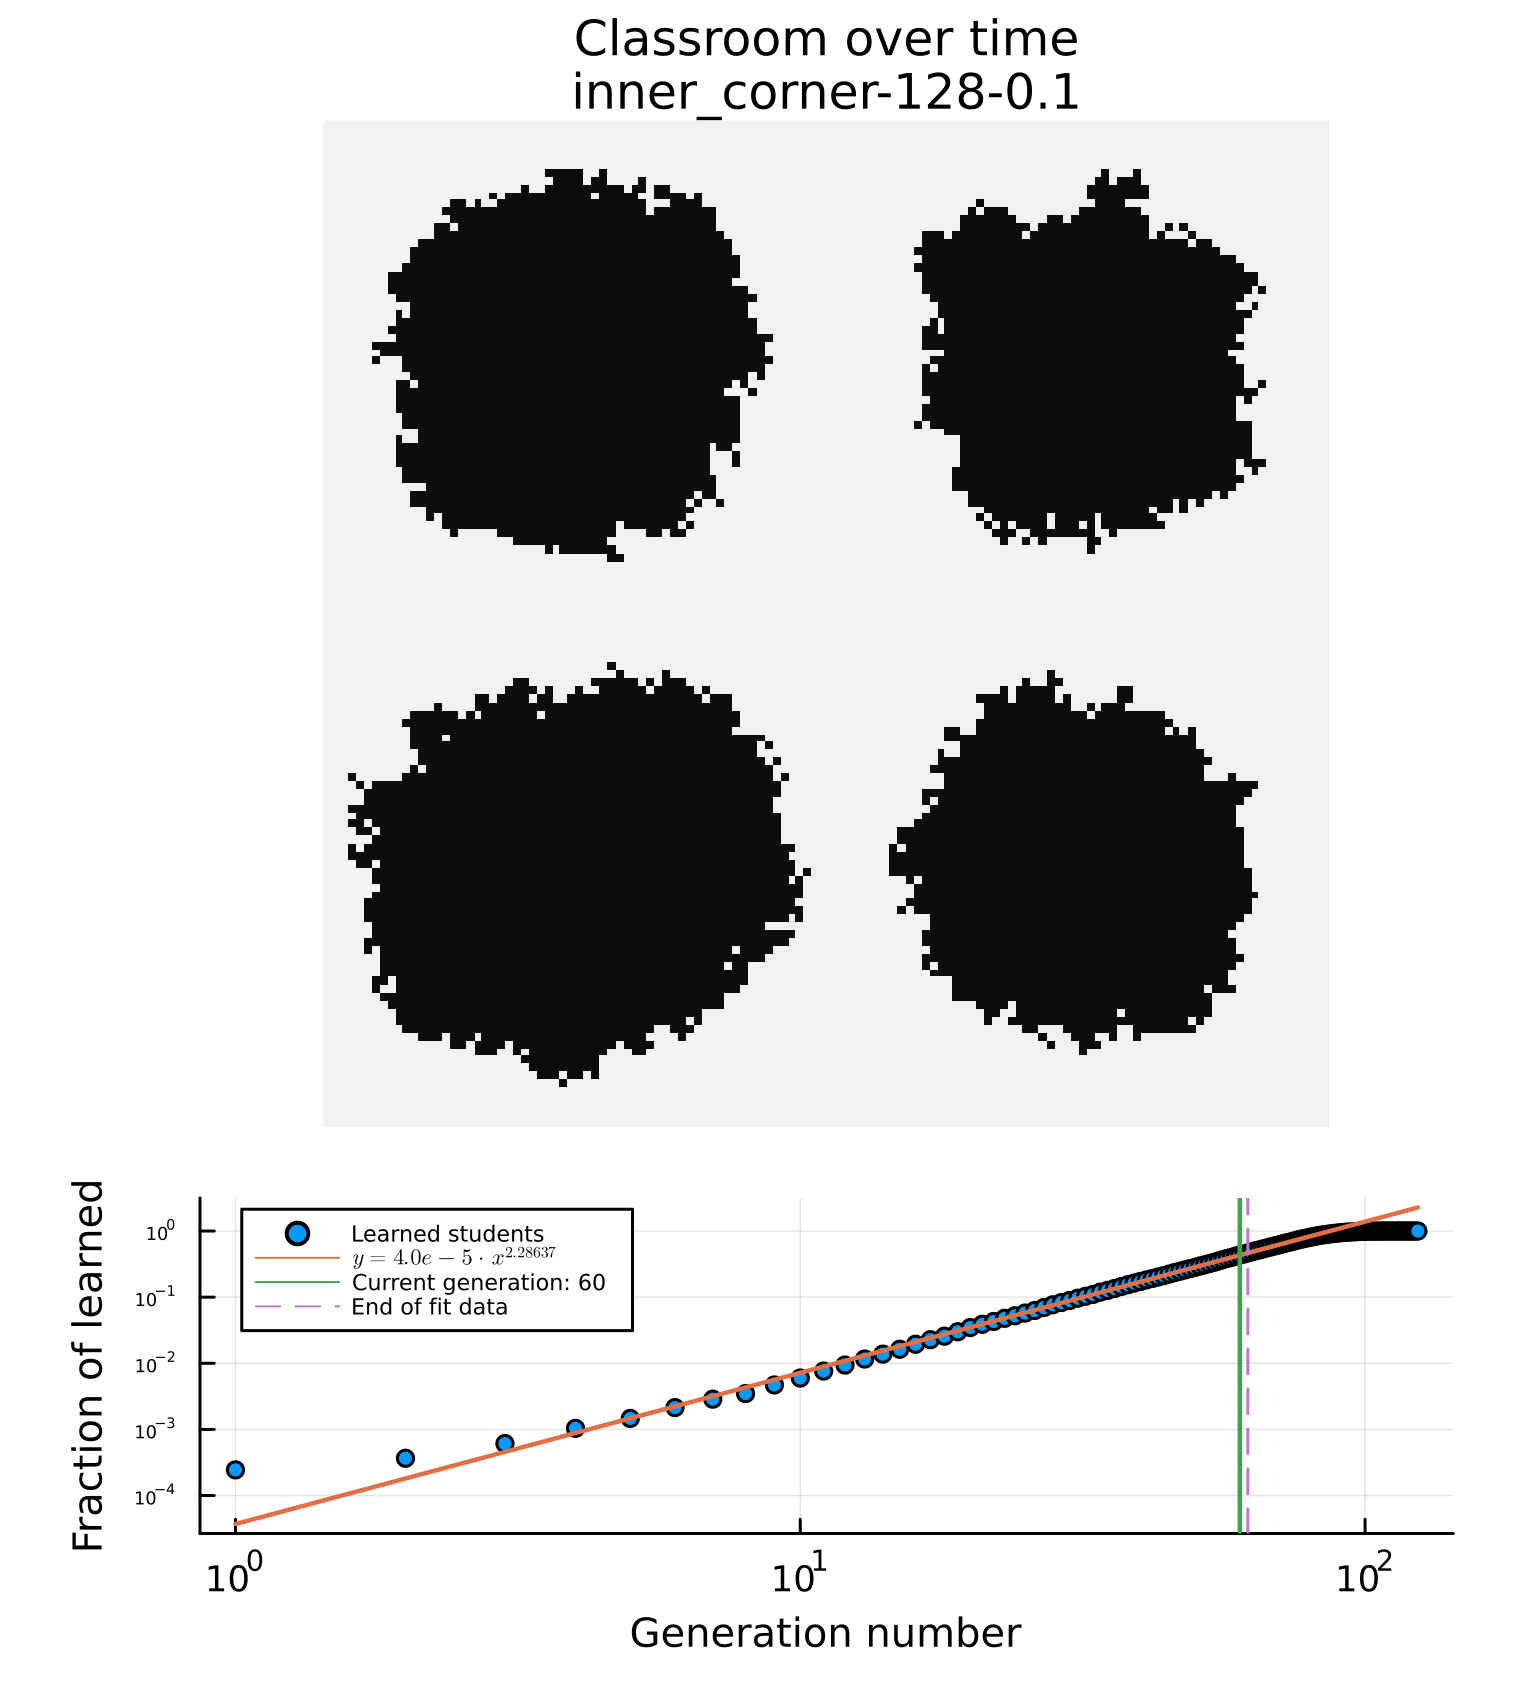 Classroom over time
inner_corner-128-0.1
Fraction of learned
10^0
10^-1
10^-2
10^-3
10^-4
Learned students
y = 4.0e − 5 · x^2.28637
Current generation: 60
End of fit data
10^0 10^1 10^2
Generation number